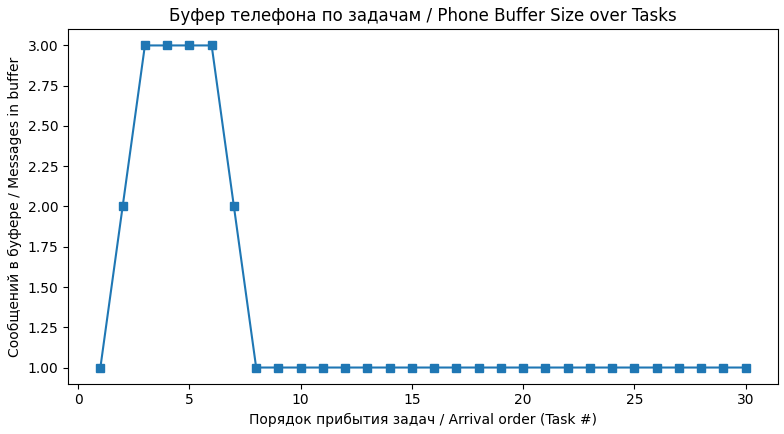 Буфер телефона по задачам / Phone Buffer Size over Tasks
Сообщений в буфере / Messages in buffer
3.00
2.75
2.50
2.25
2.00
1.75
1.50
1.25
1.00
0 5 10 15 20 25 30
Порядок прибытия задач / Arrival order (Task #)